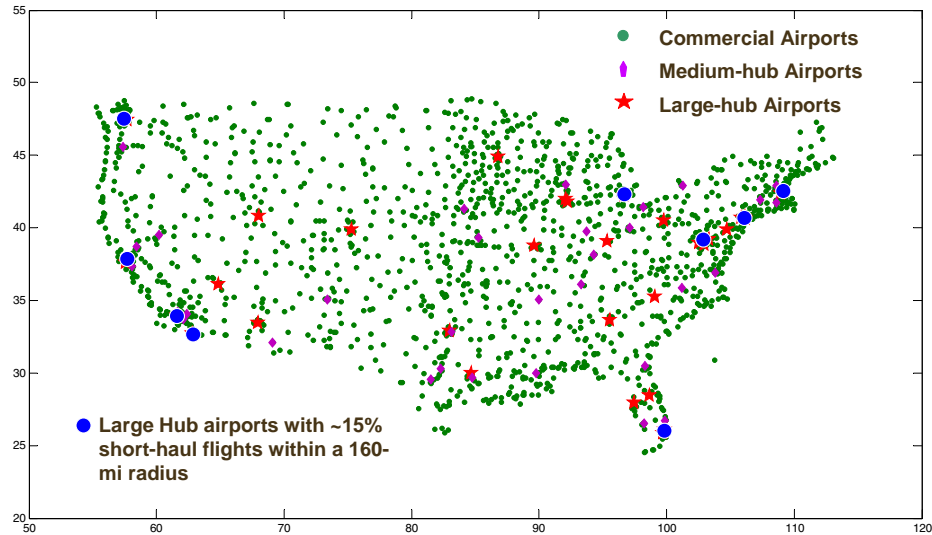 55
50
45
40
35
30
25
20
50
60
70
80
90
100
110
120
Commercial Airports
Medium-hub Airports
Large-hub Airports
Large Hub airports with ~15%
short-haul flights within a 160-
mi radius